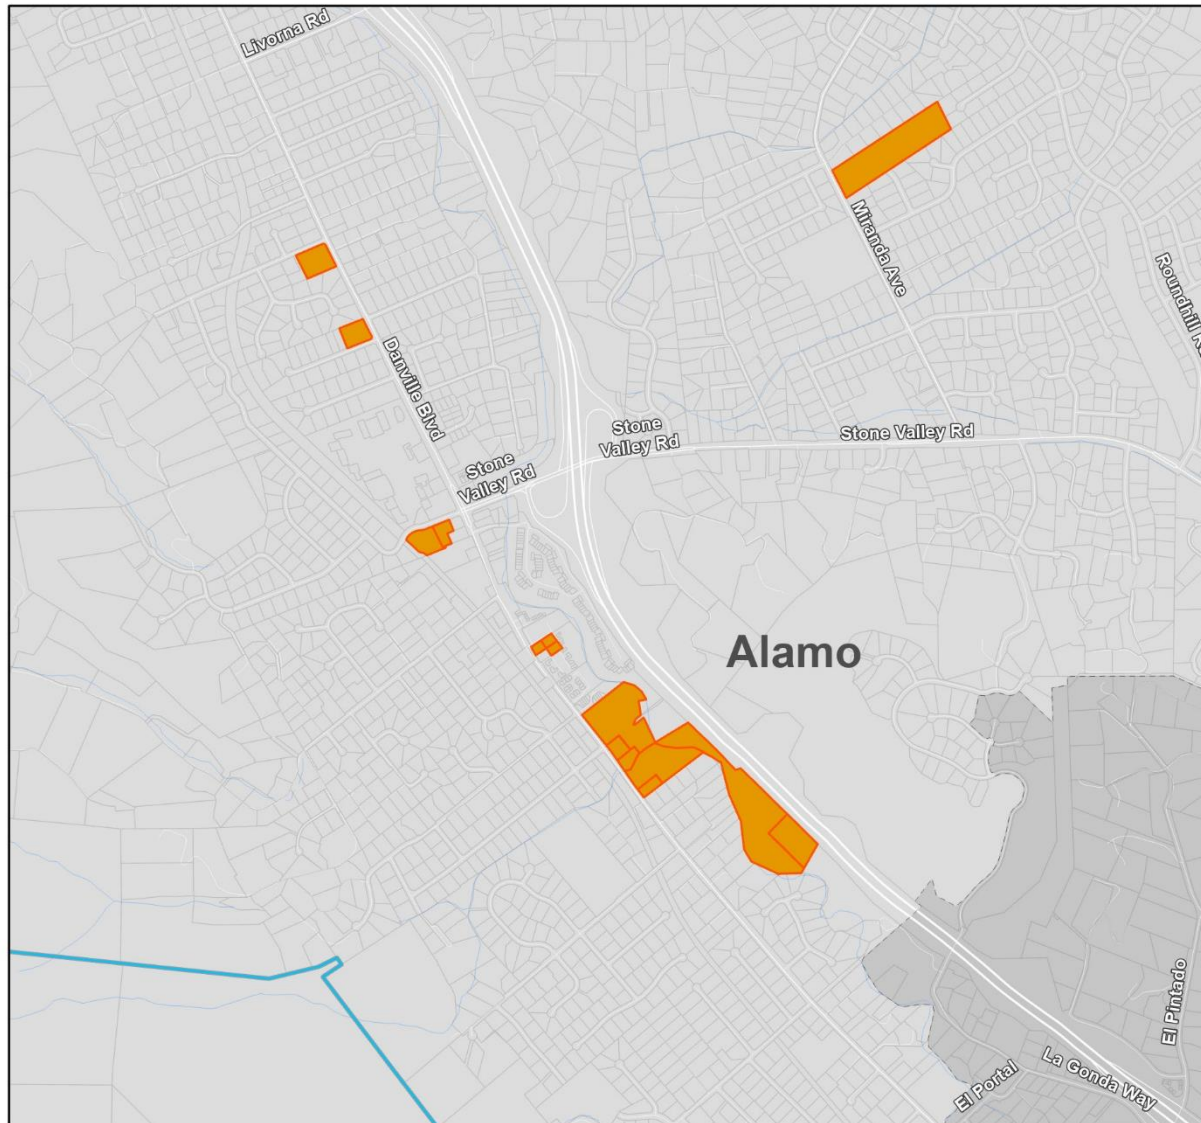 Livorna Rd
Miranda Ave
Roundhill Rd
Danville Blvd
Stone
Valley Rd
Stone
Valley Rd
Stone Valley Rd
Alamo
El Pintado
La Gonda Way
El Portal